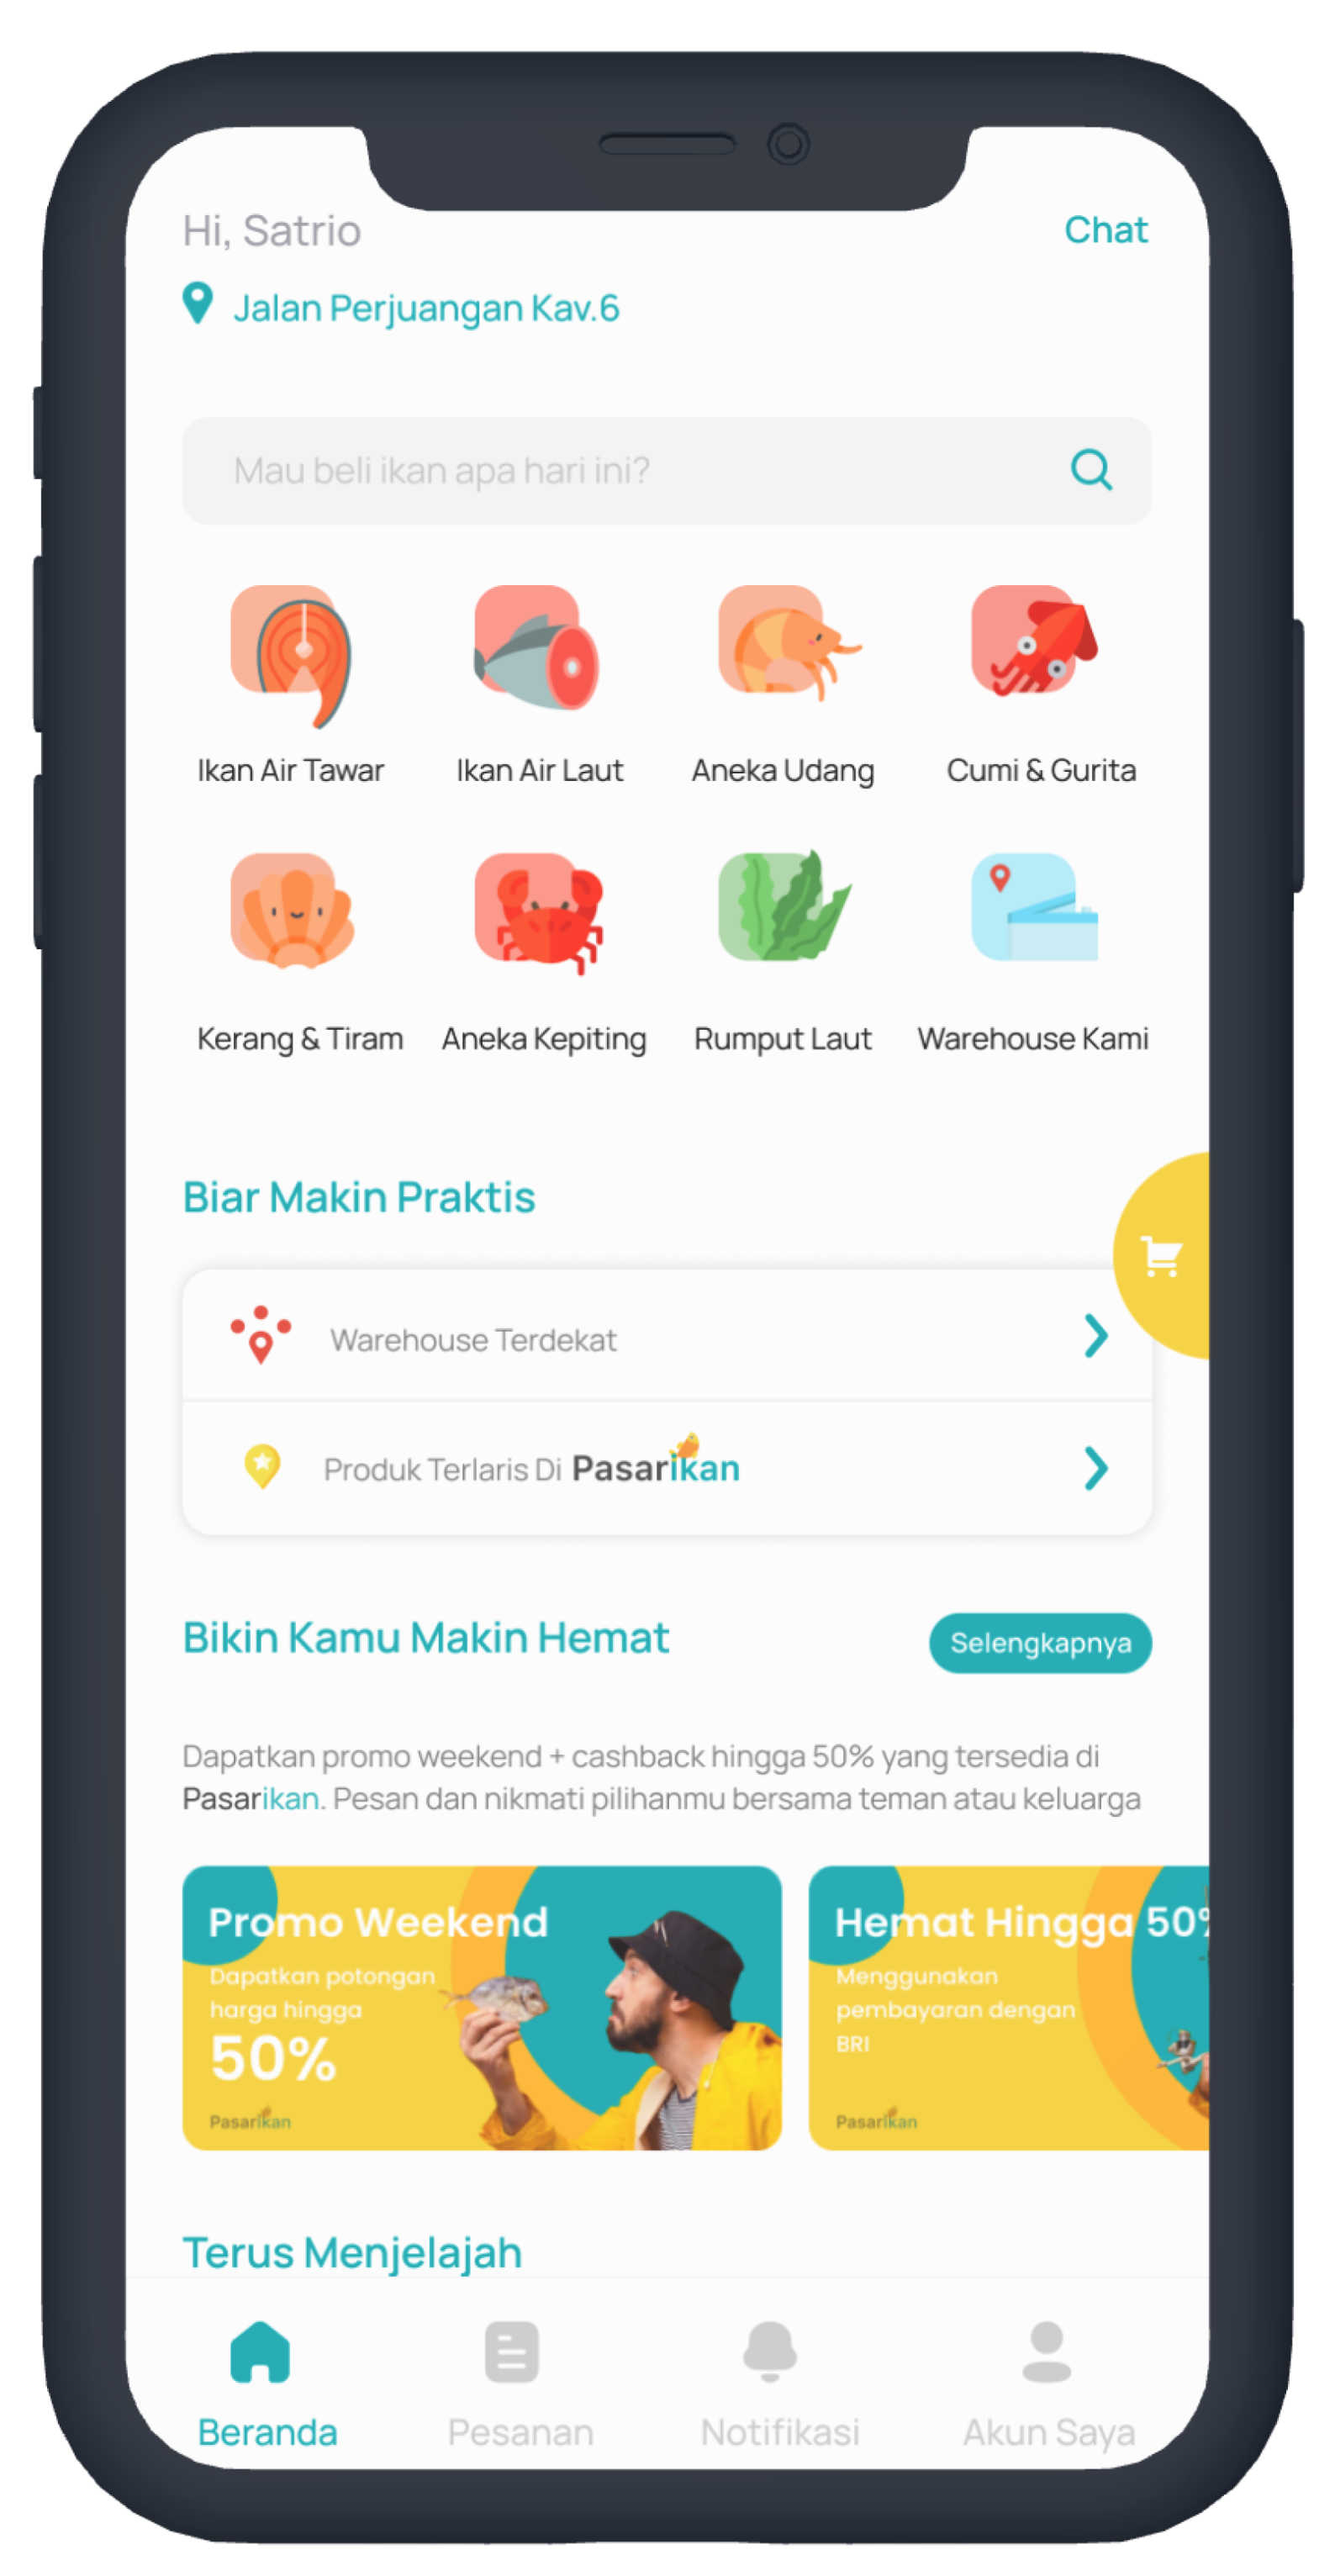 Hi, Satrio
Chat
Jalan Perjuangan Kav.6
Mau beli ikan apa hari ini?
Ikan Air Tawar
Ikan Air Laut
Aneka Udang
Cumi & Gurita
Kerang & Tiram
Aneka Kepiting
Rumput Laut
Warehouse Kami
Biar Makin Praktis
Warehouse Terdekat
Produk Terlaris Di Pasarikan
Bikin Kamu Makin Hemat
Selengkapnya
Dapatkan promo weekend + cashback hingga 50% yang tersedia di
Pasarikan. Pesan dan nikmati pilihanmu bersama teman atau keluarga
Promo Weekend
Dapatkan potongan
harga hingga
50%
Pasarikan
Hemat Hingga 50%
Menggunakan
pembayaran dengan
BRI
Pasarikan
Terus Menjelajah
Beranda
Pesanan
Notifikasi
Akun Saya